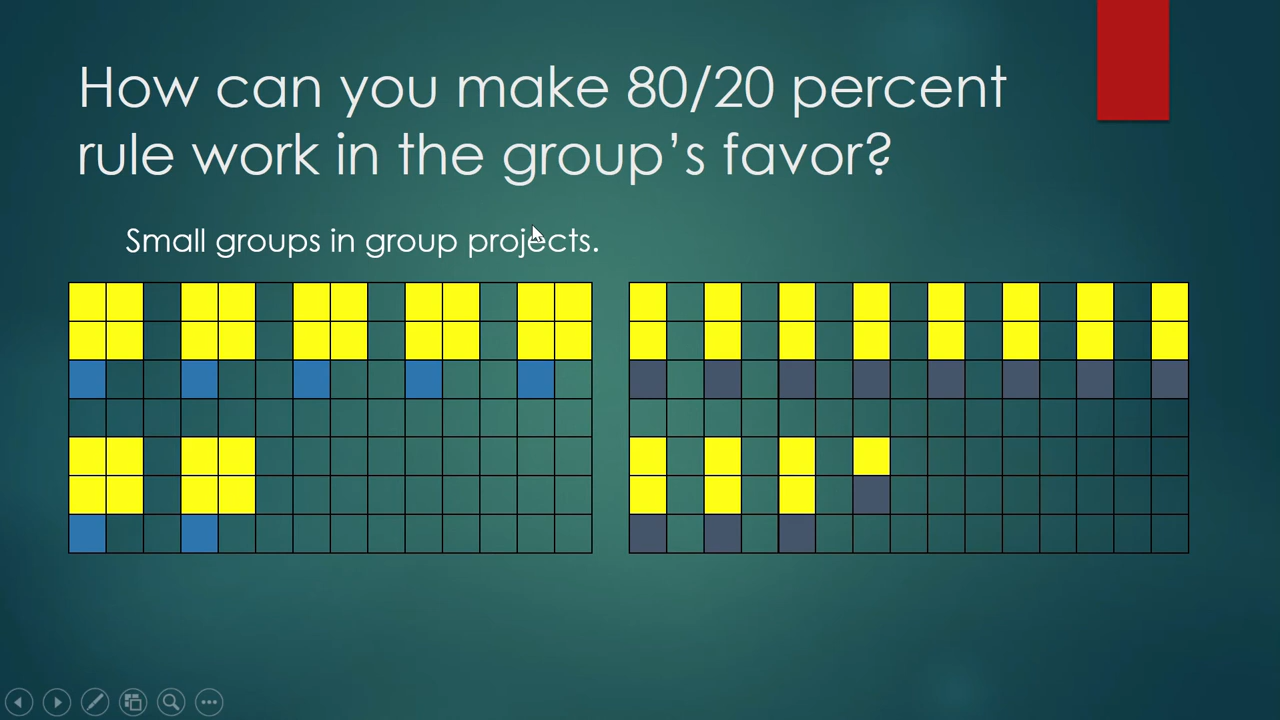 How can you make 80/20 percent
rule work in the group’s favor?
Small groups in group projects.